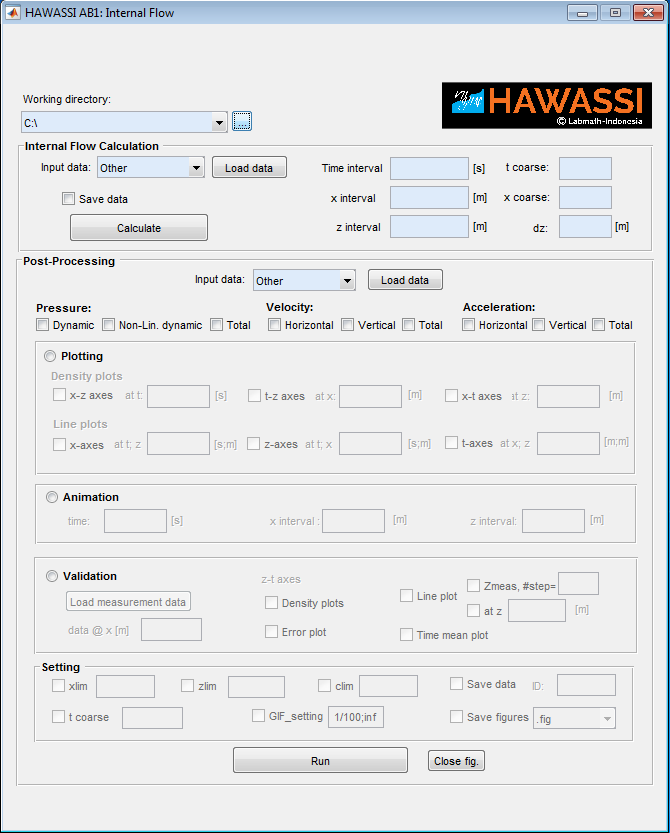 HAWASSI AB1: Internal Flow
HAWASSI
© Labmath-Indonesia
Working directory:
C:\
...
Internal Flow Calculation
Input data: Other Load data Time interval [s] t coarse:
Save data x interval [m] x coarse:
Calculate z interval [m] dz: [m]
Post-Processing
Input data: Other Load data
Pressure: Velocity: Acceleration:
Dynamic Non-Lin. dynamic Total Horizontal Vertical Total Horizontal Vertical Total
Plotting
Density plots
x-z axes at t: [s] t-z axes at x: [m] x-t axes at z: [m]
Line plots
x-axes at t; z [s;m] z-axes at t; x [s;m] t-axes at x; z [m;m]
Animation
time: [s] x interval : [m] z interval: [m]
Validation
z-t axes
Load measurement data Density plots Line plot Zmeas, #step=
at z [m]
data @ x [m] Error plot Time mean plot
Setting
xlim zlim clim Save data ID:
t coarse GIF_setting 1/100;inf Save figures .fig
Run Close fig.